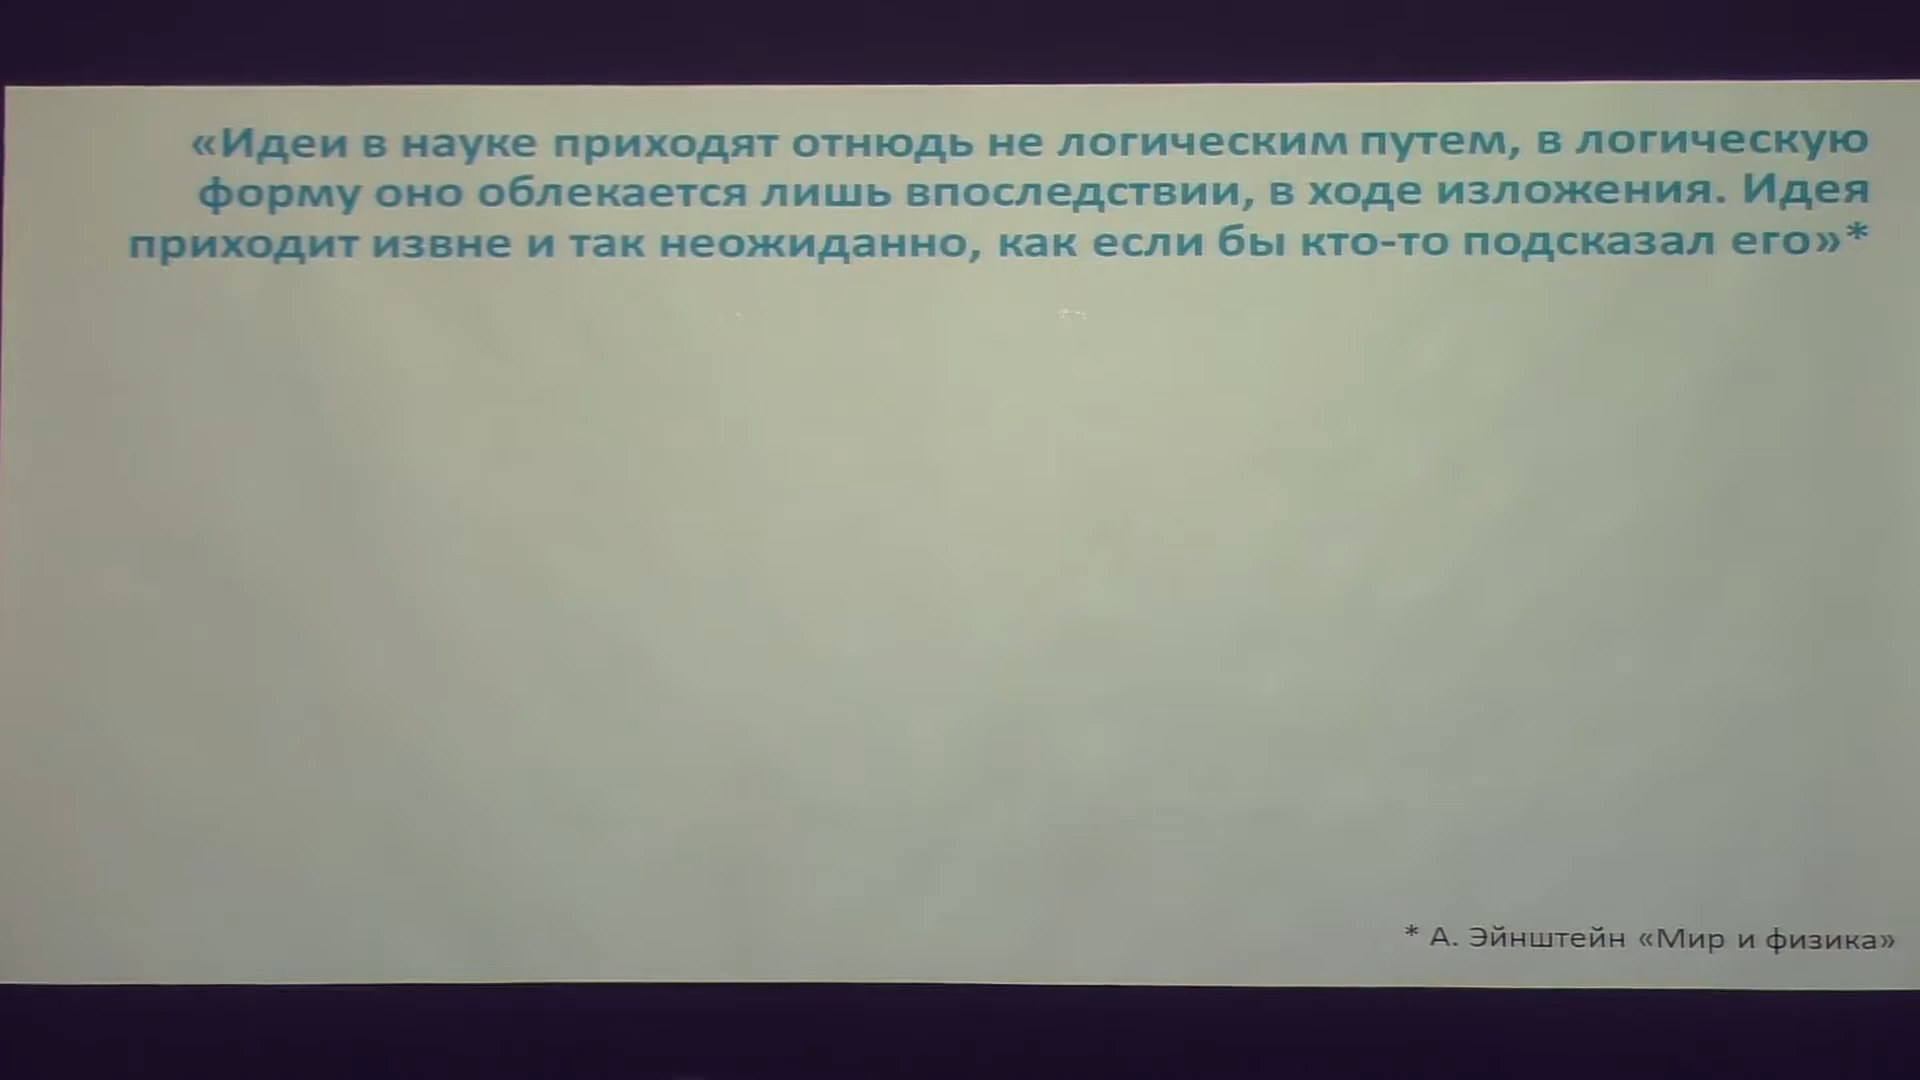 «Идеи в науке приходят отнюдь не логическим путем, в логическую
форму оно облекается лишь впоследствии, в ходе изложения. Идея
приходит извне и так неожиданно, как если бы кто-то подсказал его»*
* А. Эйнштейн «Мир и физика»